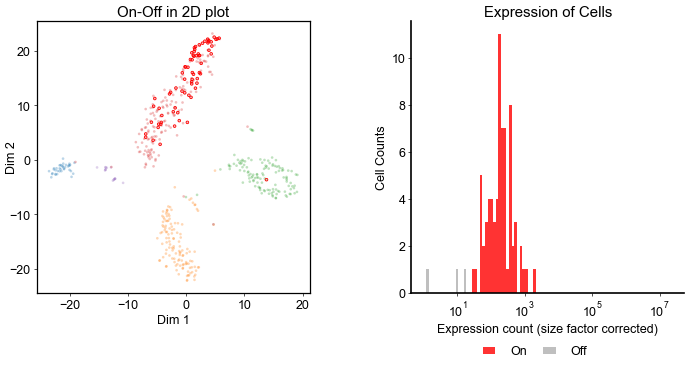 On-Off in 2D plot
Dim 2
20
10
0
−10
−20
−20 −10 0 10 20
Dim 1
Expression of Cells
Cell Counts
10
8
6
4
2
0
10^1 10^3 10^5 10^7
Expression count (size factor corrected)
On Off